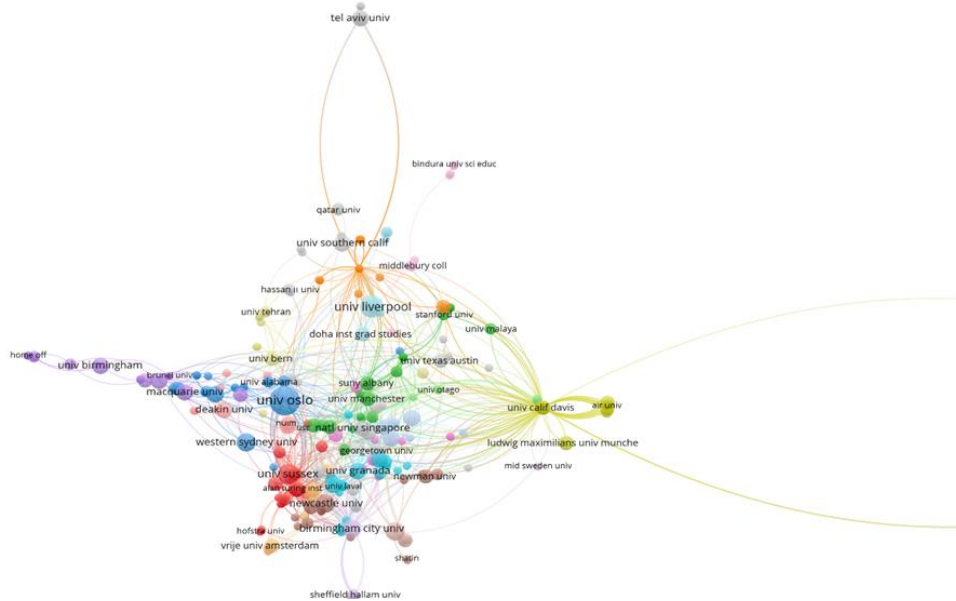 tel aviv univ
bindura univ sci educ
qatar univ
univ southern calif
middlebury coll
hassan ii univ
univ liverpool
univ tehran
stanford univ
univ malaya
doha inst grad studies
home off
univ bern
univ texas austin
univ birmingham
brunel univ
univ alabama
suny albany
macquarie univ
univ otago
univ oslo
univ manchester
deakin univ
univ calif davis
air univ
hum
ust
natl univ singapore
western sydney univ
georgetown univ
ludwig maximilians univ munche
mid sweden univ
univ sussex
univ granada
newman univ
alan turing inst
univ laval
newcastle univ
hofstra univ
birmingham city univ
vrije univ amsterdam
sheffield hallam univ